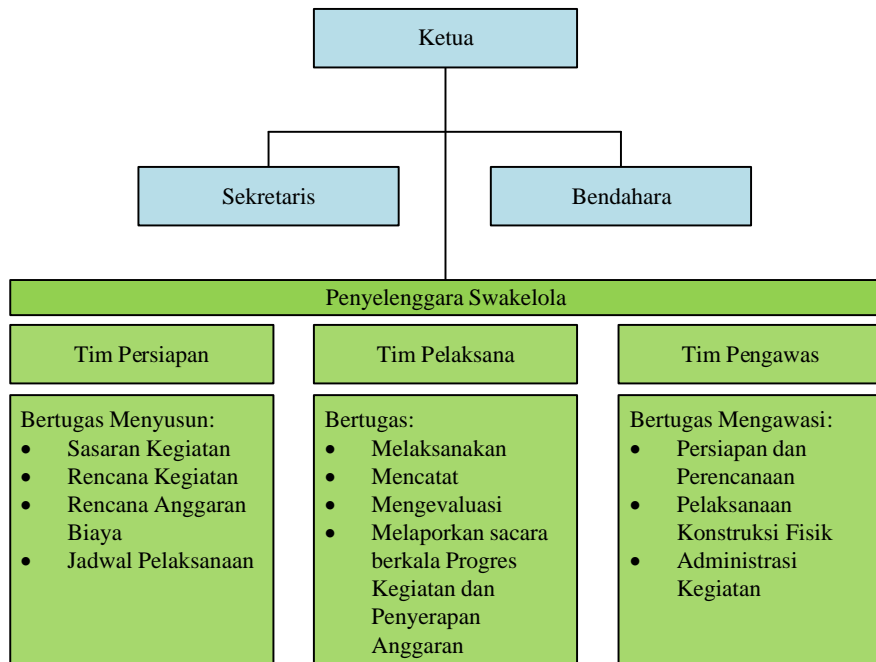 Ketua
Sekretaris
Bendahara
Penyelenggara Swakelola
Tim Persiapan
Tim Pelaksana
Tim Pengawas
Bertugas Menyusun:
• Sasaran Kegiatan
• Rencana Kegiatan
• Rencana Anggaran
Biaya
• Jadwal Pelaksanaan
Bertugas:
• Melaksanakan
• Mencatat
• Mengevaluasi
• Melaporkan sacara
berkala Progres
Kegiatan dan
Penyerapan
Anggaran
Bertugas Mengawasi:
• Persiapan dan
Perencanaan
• Pelaksanaan
Konstruksi Fisik
• Administrasi
Kegiatan